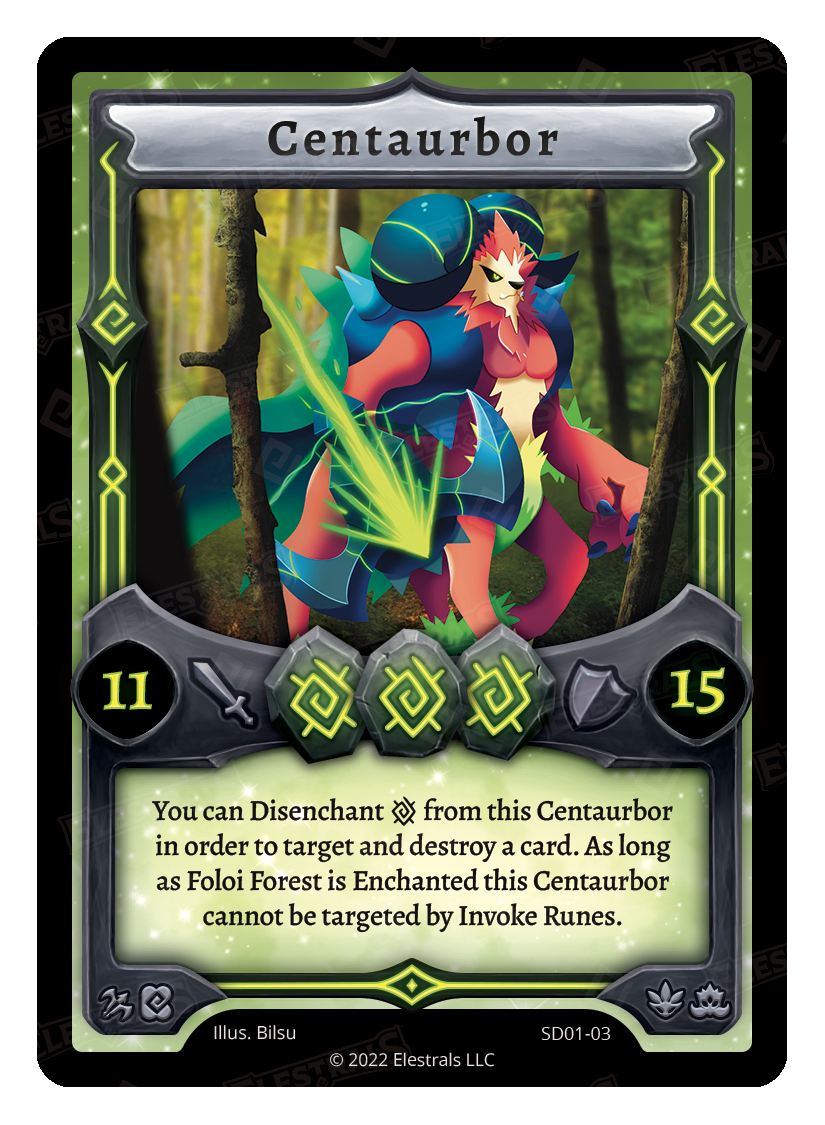 Centaurbor
11
15
You can Disenchant from this Centaurbor
in order to target and destroy a card. As long
as Foloi Forest is Enchanted this Centaurbor
cannot be targeted by Invoke Runes.
Illus. Bilsu
SD01-03
© 2022 Elestrals LLC